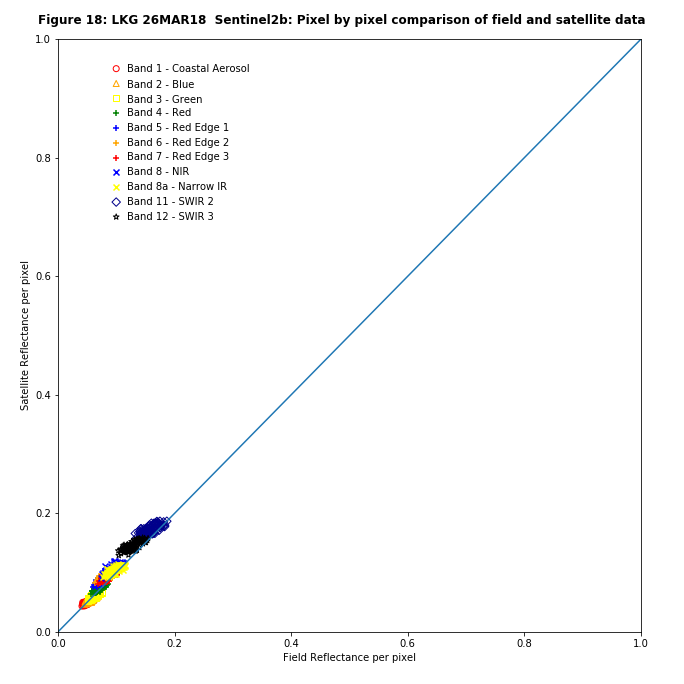 Figure 18: LKG 26MAR18 Sentinel2b: Pixel by pixel comparison of field and satellite data
1.0
Band 1 - Coastal Aerosol
Band 2 - Blue
Band 3 - Green
Band 4 - Red
Band 5 - Red Edge 1
Band 6 - Red Edge 2
Band 7 - Red Edge 3
Band 8 - NIR
Band 8a - Narrow IR
Band 11 - SWIR 2
Band 12 - SWIR 3
0.8
0.6
0.4
0.2
0.0
Satellite Reflectance per pixel
0.0 0.2 0.4 0.6 0.8 1.0
Field Reflectance per pixel